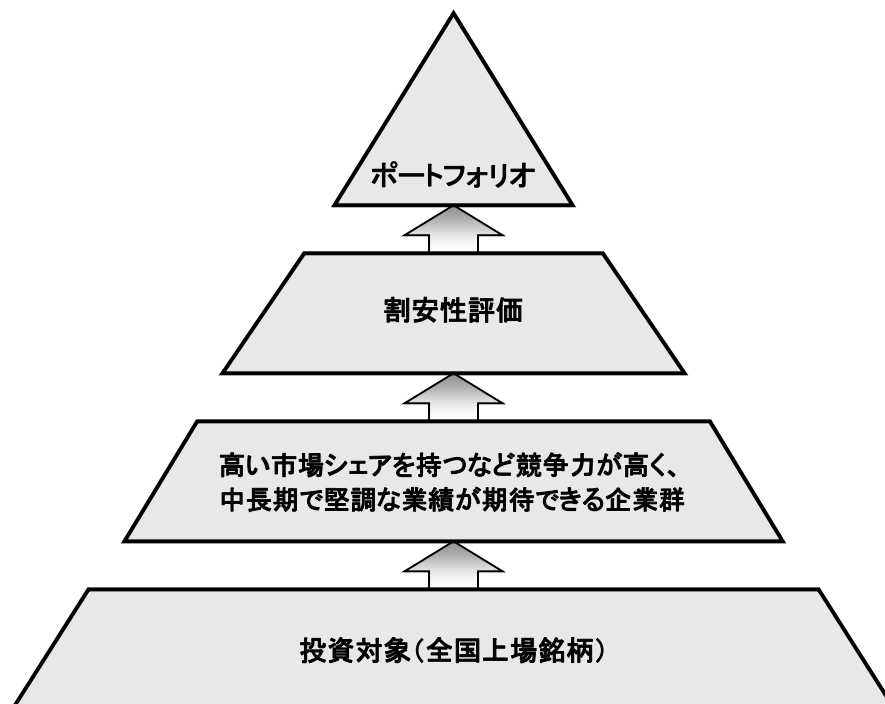 ポートフォリオ
割安性評価
高い市場シェアを持つなど競争力が高く、
中長期で堅調な業績が期待できる企業群
投資対象(全国上場銘柄)